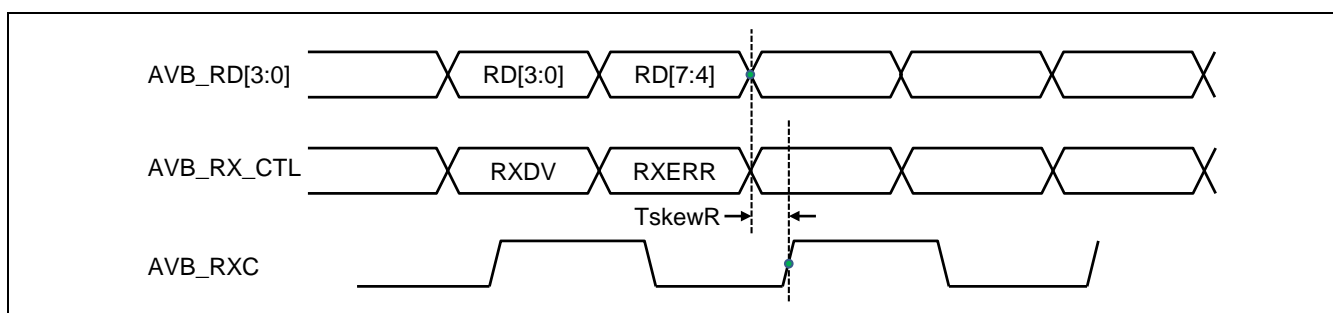 AVB_RD[3:0] RD[3:0] RD[7:4]
AVB_RX_CTL RXDV RXERR
TskewR
AVB_RXC